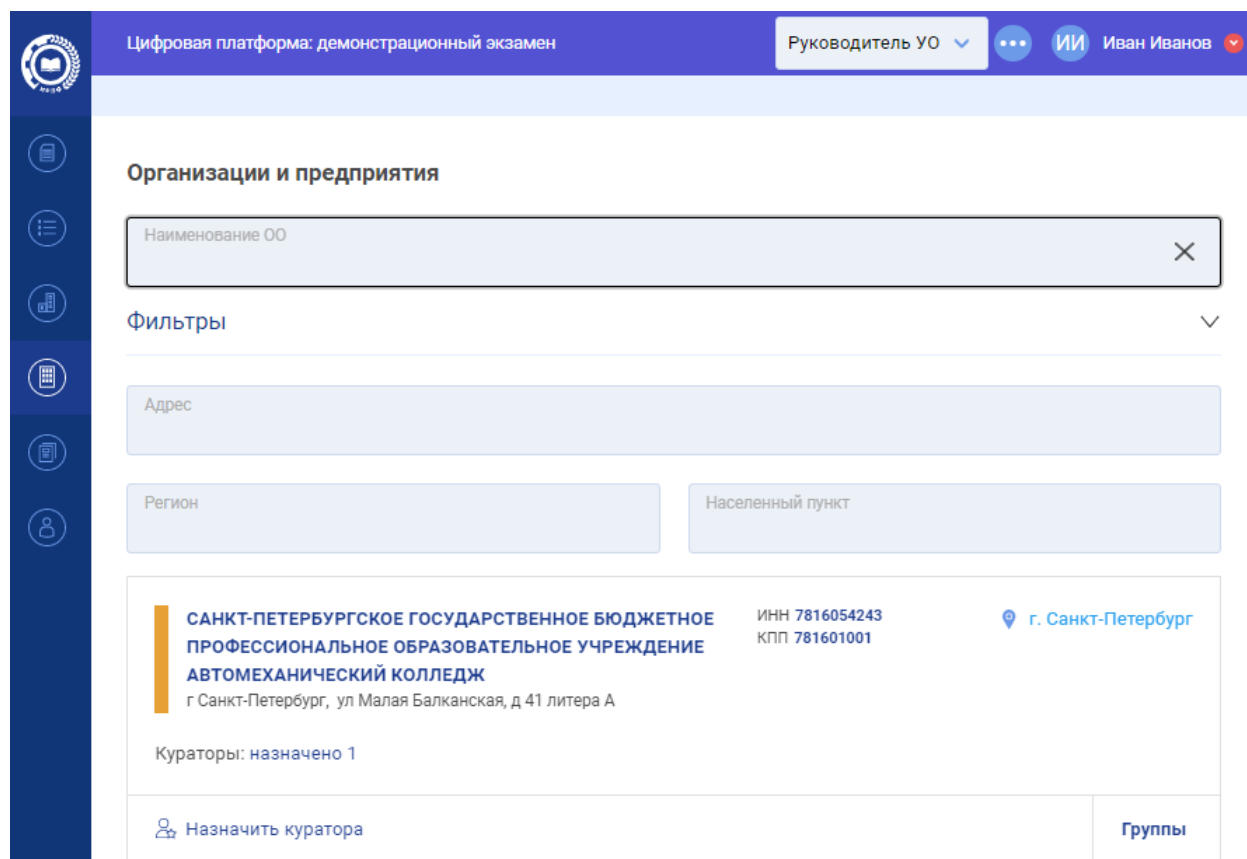 Цифровая платформа: демонстрационный экзамен
Руководитель УО
ИИ
Иван Иванов
Организации и предприятия
Наименование ОО
Фильтры
Адрес
Регион
Населенный пункт
САНКТ-ПЕТЕРБУРГСКОЕ ГОСУДАРСТВЕННОЕ БЮДЖЕТНОЕ
ПРОФЕССИОНАЛЬНОЕ ОБРАЗОВАТЕЛЬНОЕ УЧРЕЖДЕНИЕ
АВТОМЕХАНИЧЕСКИЙ КОЛЛЕДЖ
г Санкт-Петербург, ул Малая Балканская, д 41 литера А
ИНН 7816054243
КПП 781601001
г. Санкт-Петербург
Кураторы: назначено 1
Назначить куратора
Группы